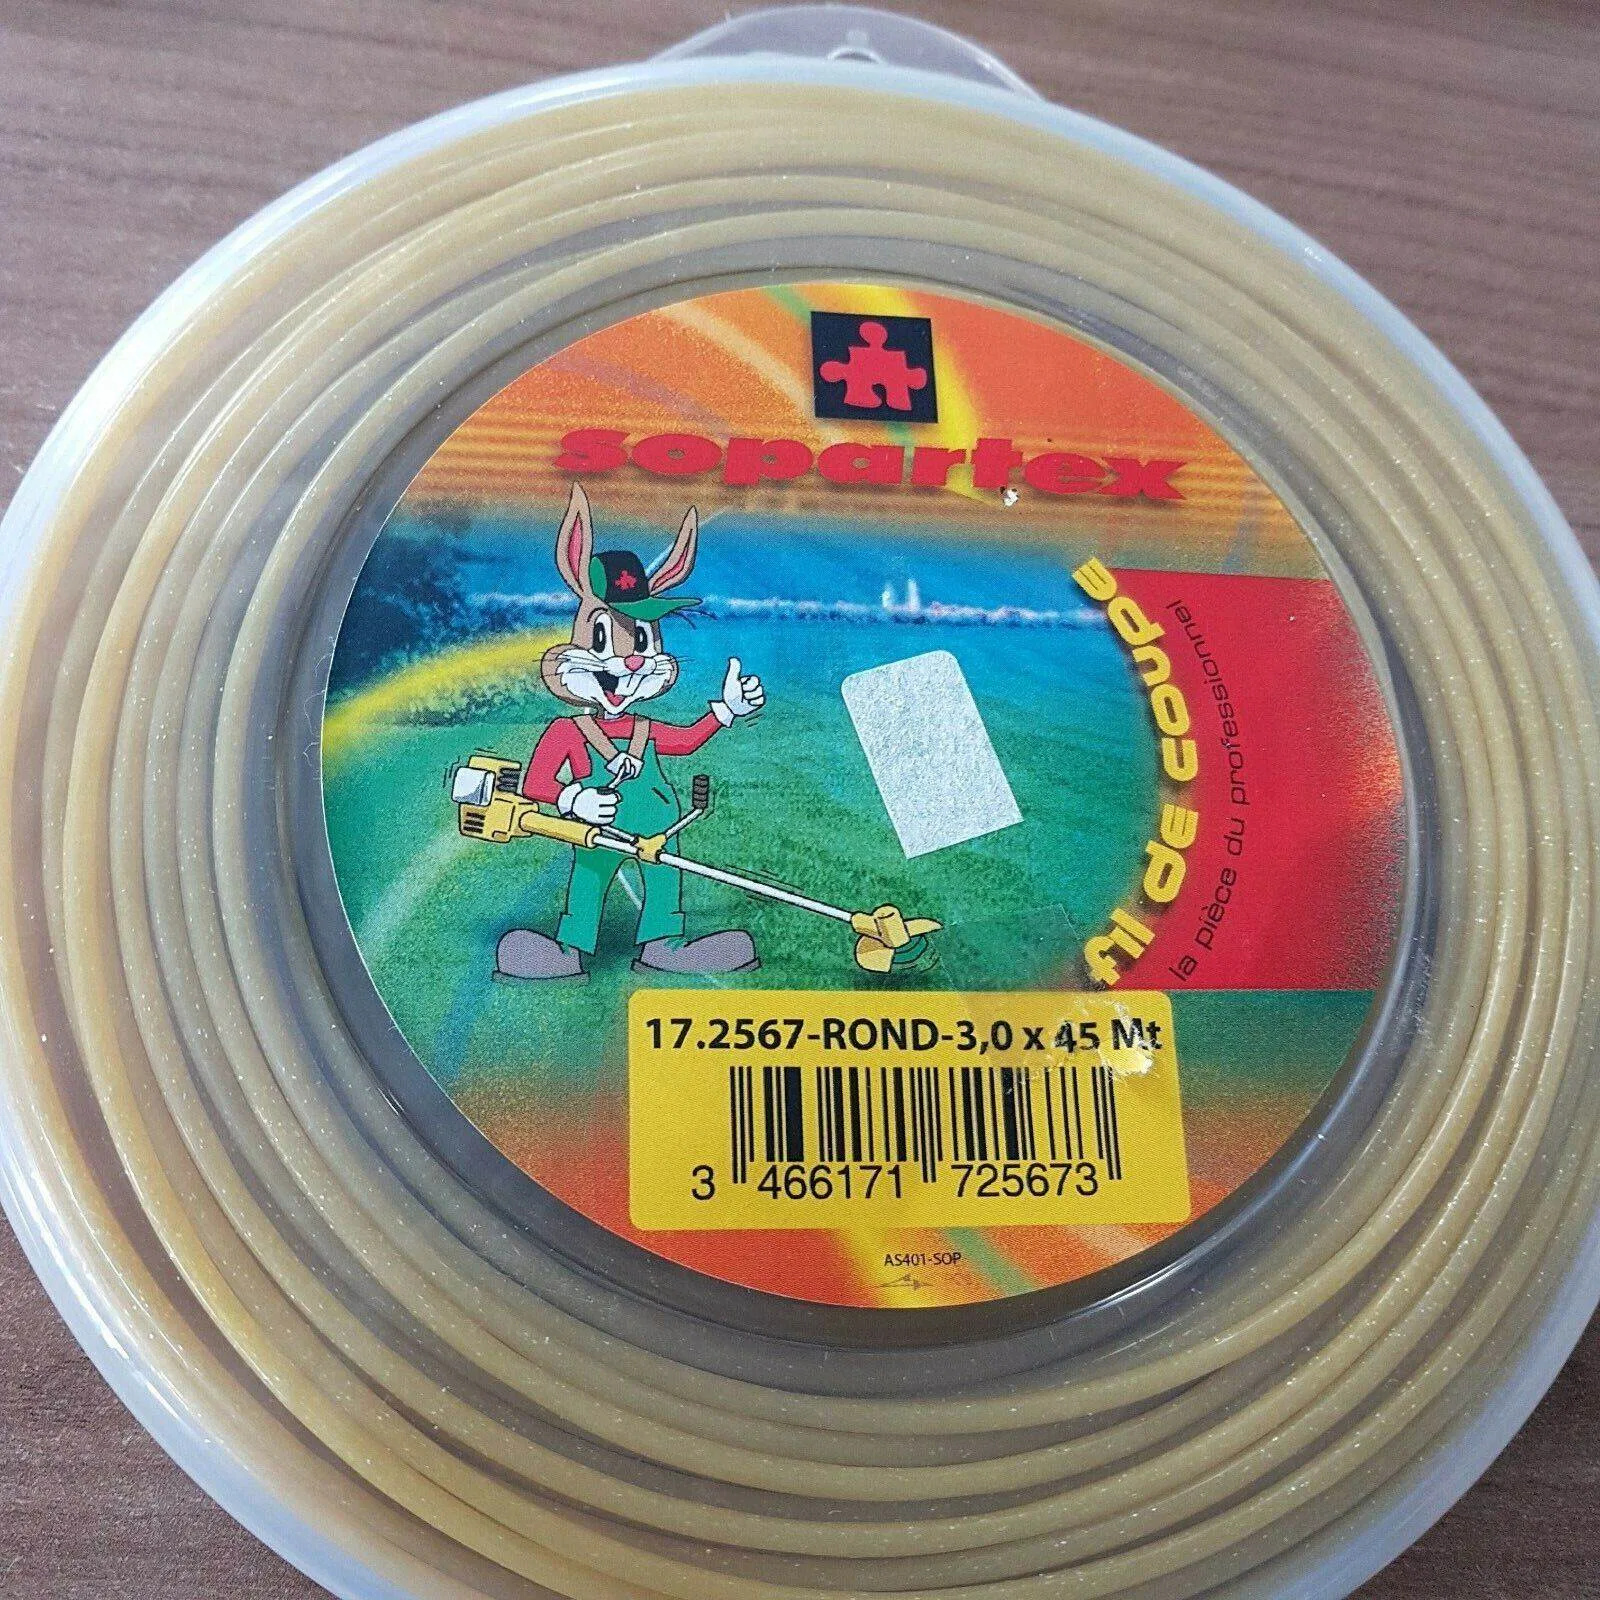 sopartex
fil de coupe
la pièce du professionnel
17.2567-ROND-3,0 x 45 Mt
3 466171 725673
AS401-SOP